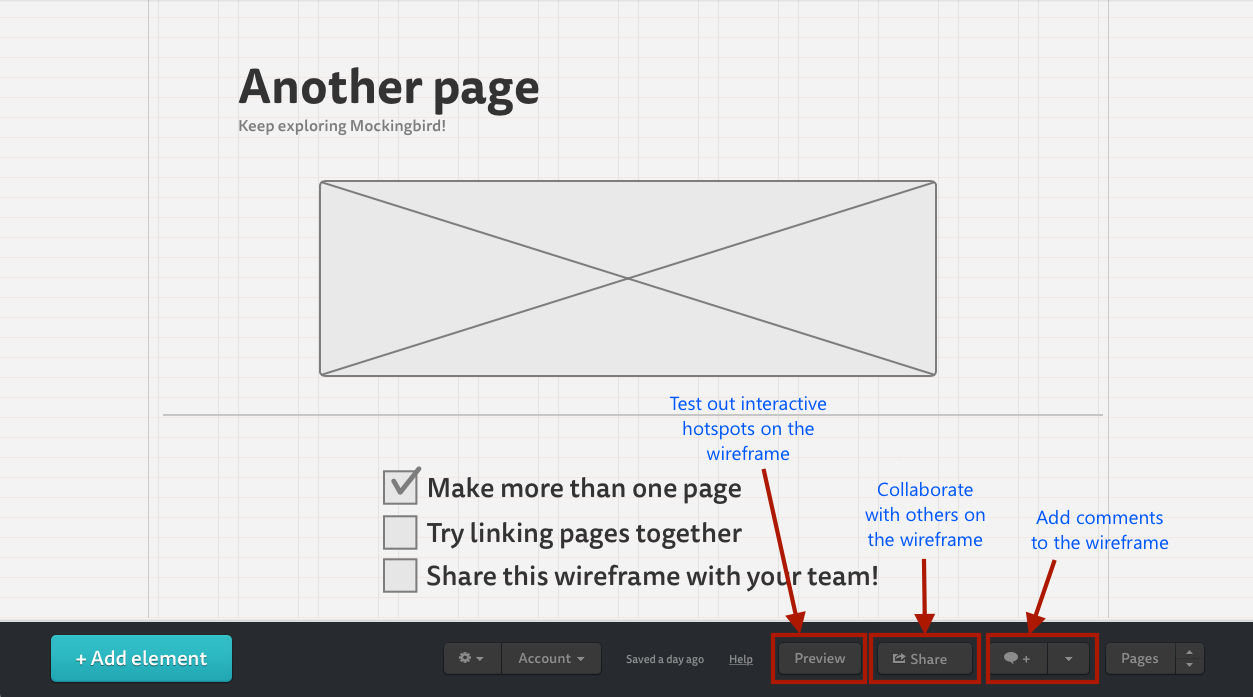 Another page
Keep exploring Mockingbird!
Test out interactive
hotspots on the
wireframe
Make more than one page
Try linking pages together
Share this wireframe with your team!
Collaborate
with others on
the wireframe
Add comments
to the wireframe
+ Add element
Account
Saved a day ago
Help
Preview
Share
+
Pages